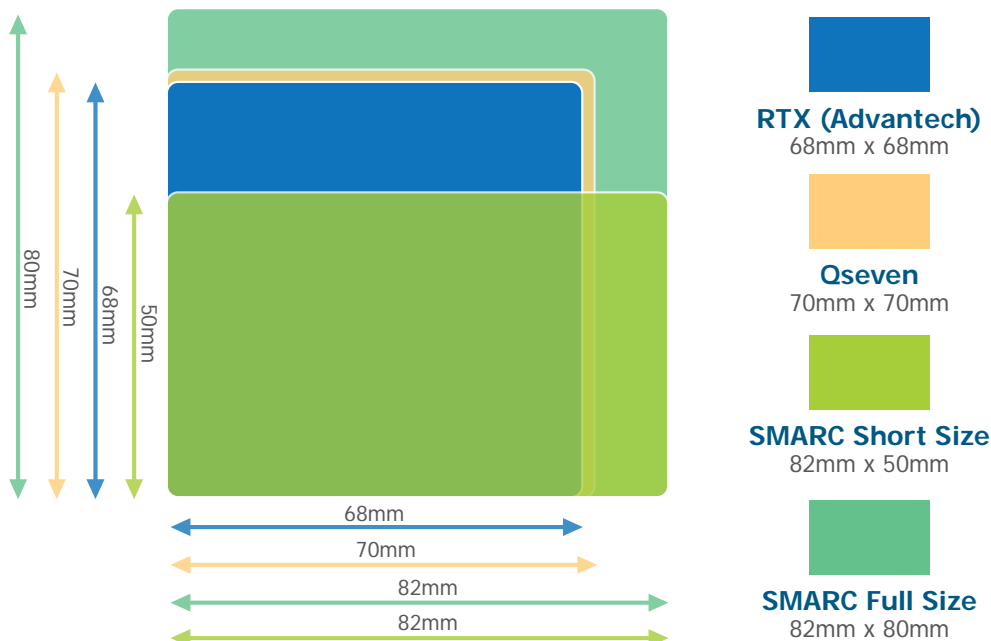 80mm
70mm
68mm
50mm
68mm
70mm
82mm
82mm
RTX (Advantech)
68mm x 68mm
Qseven
70mm x 70mm
SMARC Short Size
82mm x 50mm
SMARC Full Size
82mm x 80mm